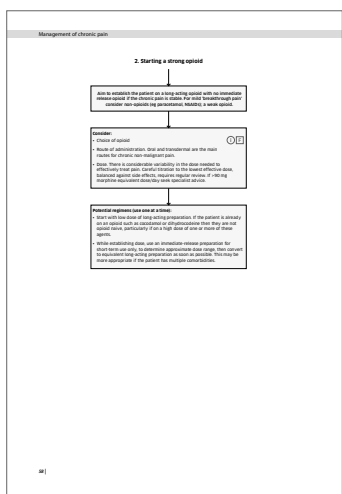 Management of chronic pain
2. Starting a strong opioid
Aim to establish the patient on a long-acting opioid with no immediate
release opioid if the chronic pain is stable. For mild 'breakthrough pain'
consider non-opioids (eg paracetamol, NSAIDs), a weak opioid.
Consider:
• Choice of opioid
• Route of administration. Oral and transdermal are the main
routes for chronic non-malignant pain.
• Dose. There is considerable variability in the dose needed to
effectively treat pain. Careful titration to the lowest effective dose,
balanced against side effects, requires regular review. If >90 mg
morphine equivalent dose/day seek specialist advice.
Potential regimens (use one at a time):
• Start with low dose of long-acting preparation. If the patient is already
on an opioid such as cocodamol or dihydrocodeine then they are not
opioid naive, particularly if on a high dose of one or more of these
agents.
• While establishing dose, use an immediate-release preparation for
short-term use only, to determine approximate dose range, then convert
to equivalent long-acting preparation as soon as possible. This may be
more appropriate if the patient has multiple comorbidities.
58 |